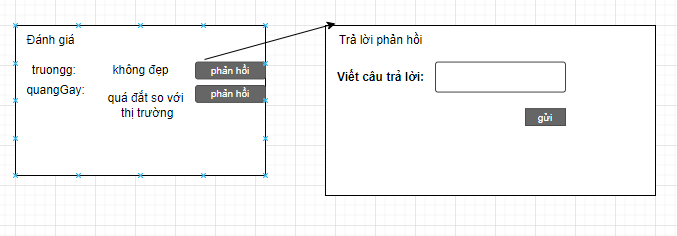 Đánh giá
truongg: không đẹp phản hồi
quangGay: quá đắt so với phản hồi
thị trường
Trả lời phản hồi
Viết câu trả lời:
gửi